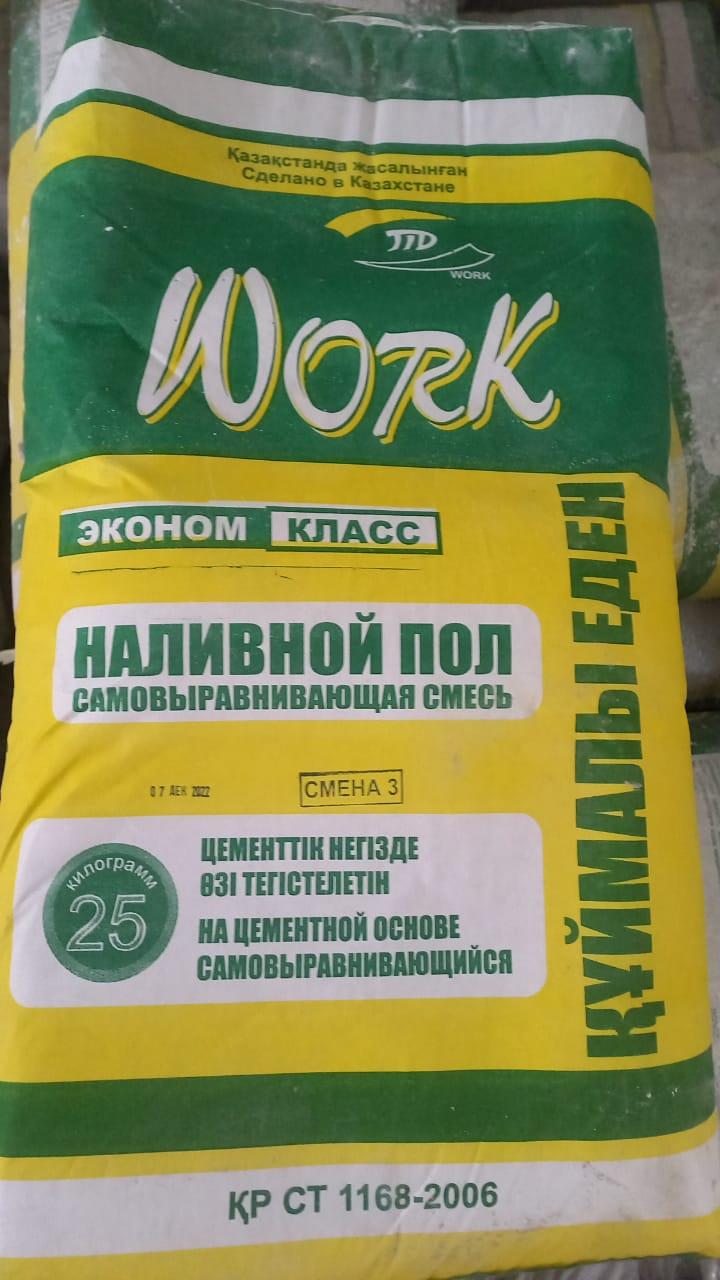 Қазақстанда жасалынған
Сделано в Казахстане
TID
WORK
WORK
ЭКОНОМ КЛАСС
НАЛИВНОЙ ПОЛ
САМОВЫРАВНИВАЮЩАЯ СМЕСЬ
ҚҰЙМАЛЫ ЕДЕН
07 ДЕК 2022
СМЕНА 3
килограмм
25
ЦЕМЕНТТІК НЕГІЗДЕ
ӨЗІ ТЕГІСТЕЛЕТІН
НА ЦЕМЕНТНОЙ ОСНОВЕ
САМОВЫРАВНИВАЮЩИЙСЯ
ҚР СТ 1168-2006